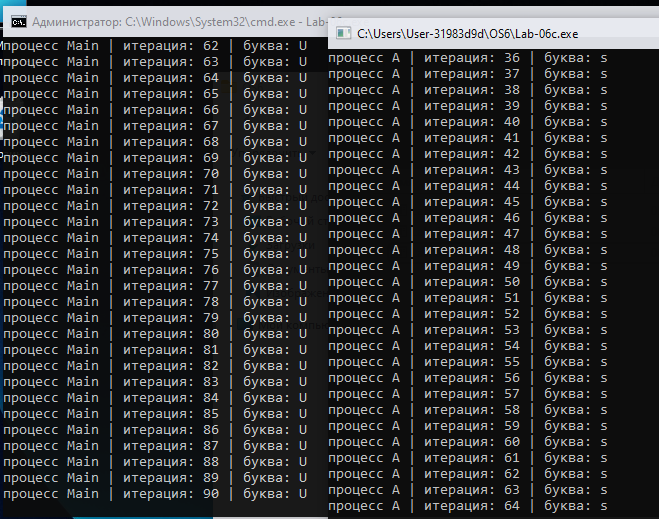 Администратор: C:\Windows\System32\cmd.exe - Lab-06
процесс Main | итерация: 62 | буква: U
процесс Main | итерация: 63 | буква: U
процесс Main | итерация: 64 | буква: U
процесс Main | итерация: 65 | буква: U
процесс Main | итерация: 66 | буква: U
процесс Main | итерация: 67 | буква: U
процесс Main | итерация: 68 | буква: U
процесс Main | итерация: 69 | буква: U
процесс Main | итерация: 70 | буква: U
процесс Main | итерация: 71 | буква: U
процесс Main | итерация: 72 | буква: U
процесс Main | итерация: 73 | буква: U
процесс Main | итерация: 74 | буква: U
процесс Main | итерация: 75 | буква: U
процесс Main | итерация: 76 | буква: U
процесс Main | итерация: 77 | буква: U
процесс Main | итерация: 78 | буква: U
процесс Main | итерация: 79 | буква: U
процесс Main | итерация: 80 | буква: U
процесс Main | итерация: 81 | буква: U
процесс Main | итерация: 82 | буква: U
процесс Main | итерация: 83 | буква: U
процесс Main | итерация: 84 | буква: U
процесс Main | итерация: 85 | буква: U
процесс Main | итерация: 86 | буква: U
процесс Main | итерация: 87 | буква: U
процесс Main | итерация: 88 | буква: U
процесс Main | итерация: 89 | буква: U
процесс Main | итерация: 90 | буква: U
C:\Users\User-31983d9d\OS6\Lab-06c.exe
процесс A | итерация: 36 | буква: s
процесс A | итерация: 37 | буква: s
процесс A | итерация: 38 | буква: s
процесс A | итерация: 39 | буква: s
процесс A | итерация: 40 | буква: s
процесс A | итерация: 41 | буква: s
процесс A | итерация: 42 | буква: s
процесс A | итерация: 43 | буква: s
процесс A | итерация: 44 | буква: s
процесс A | итерация: 45 | буква: s
процесс A | итерация: 46 | буква: s
процесс A | итерация: 47 | буква: s
процесс A | итерация: 48 | буква: s
процесс A | итерация: 49 | буква: s
процесс A | итерация: 50 | буква: s
процесс A | итерация: 51 | буква: s
процесс A | итерация: 52 | буква: s
процесс A | итерация: 53 | буква: s
процесс A | итерация: 54 | буква: s
процесс A | итерация: 55 | буква: s
процесс A | итерация: 56 | буква: s
процесс A | итерация: 57 | буква: s
процесс A | итерация: 58 | буква: s
процесс A | итерация: 59 | буква: s
процесс A | итерация: 60 | буква: s
процесс A | итерация: 61 | буква: s
процесс A | итерация: 62 | буква: s
процесс A | итерация: 63 | буква: s
процесс A | итерация: 64 | буква: s